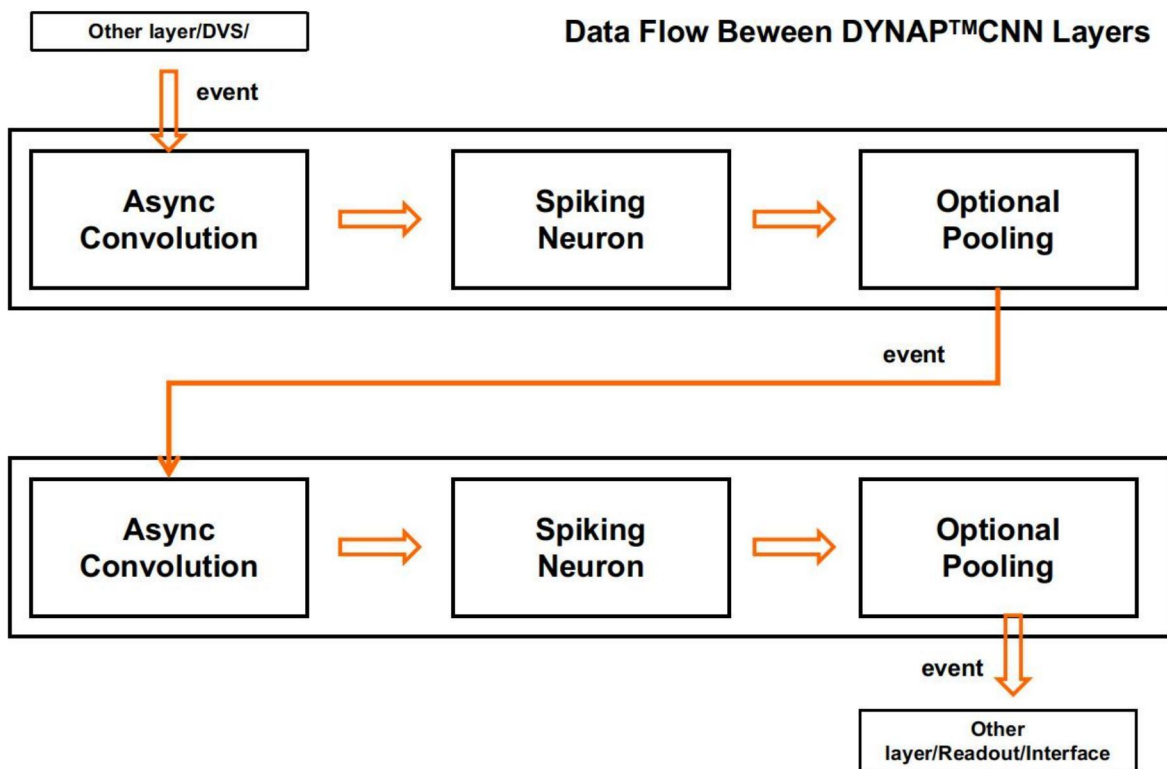 Other layer/DVS/
Data Flow Beween DYNAP™CNN Layers
event
Async
Convolution
Spiking
Neuron
Optional
Pooling
event
Async
Convolution
Spiking
Neuron
Optional
Pooling
event
Other
layer/Readout/Interface